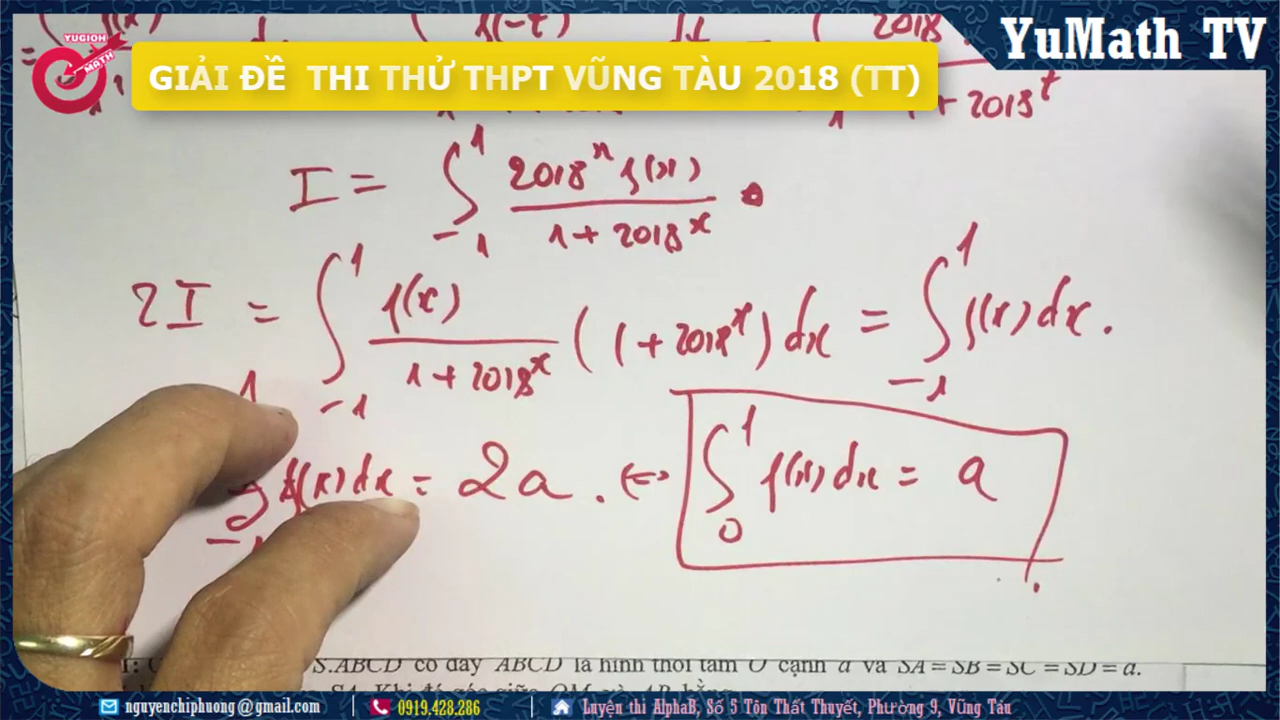 YuMath TV
YUGIOH
MATH
GIẢI ĐỀ THI THỬ THPT VŨNG TÀU 2018 (TT)
1 + 2018^t
I = ∫_{-1}^{1} 2018^x f(x) / 1 + 2018^x .
2I = ∫_{-1}^{1} f(x) / 1 + 2018^x (1 + 2018^x) dx = ∫_{-1}^{1} f(x) dx.
f(x) dx = 2a . ⇔ ∫_{0}^{1} f(x) dx = a
S.ABCD có đáy ABCD là hình thoi tâm O cạnh a và SA = SB = SC = SD = a.
nguyenchiphuong@gmail.com
0919.428.286
Luyện thi AlphaB, Số 5 Tôn Thất Thuyết, Phường 9, Vũng Táu